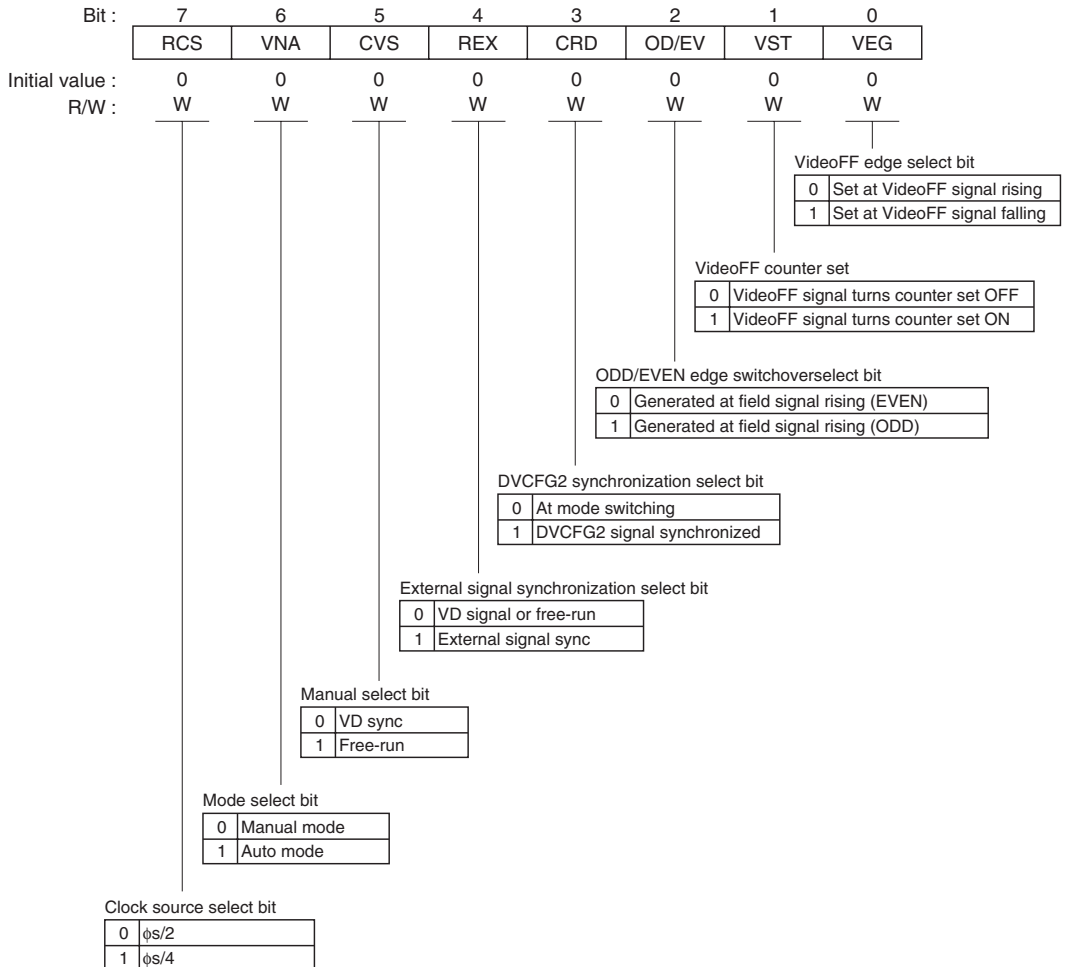 Bit : 7 6 5 4 3 2 1 0
RCS VNA CVS REX CRD OD/EV VST VEG
Initial value : 0 0 0 0 0 0 0 0
R/W : W W W W W W W W
VideoFF edge select bit
0 Set at VideoFF signal rising
1 Set at VideoFF signal falling
VideoFF counter set
0 VideoFF signal turns counter set OFF
1 VideoFF signal turns counter set ON
ODD/EVEN edge switchoverselect bit
0 Generated at field signal rising (EVEN)
1 Generated at field signal rising (ODD)
DVCFG2 synchronization select bit
0 At mode switching
1 DVCFG2 signal synchronized
External signal synchronization select bit
0 VD signal or free-run
1 External signal sync
Manual select bit
0 VD sync
1 Free-run
Mode select bit
0 Manual mode
1 Auto mode
Clock source select bit
0 ϕs/2
1 ϕs/4